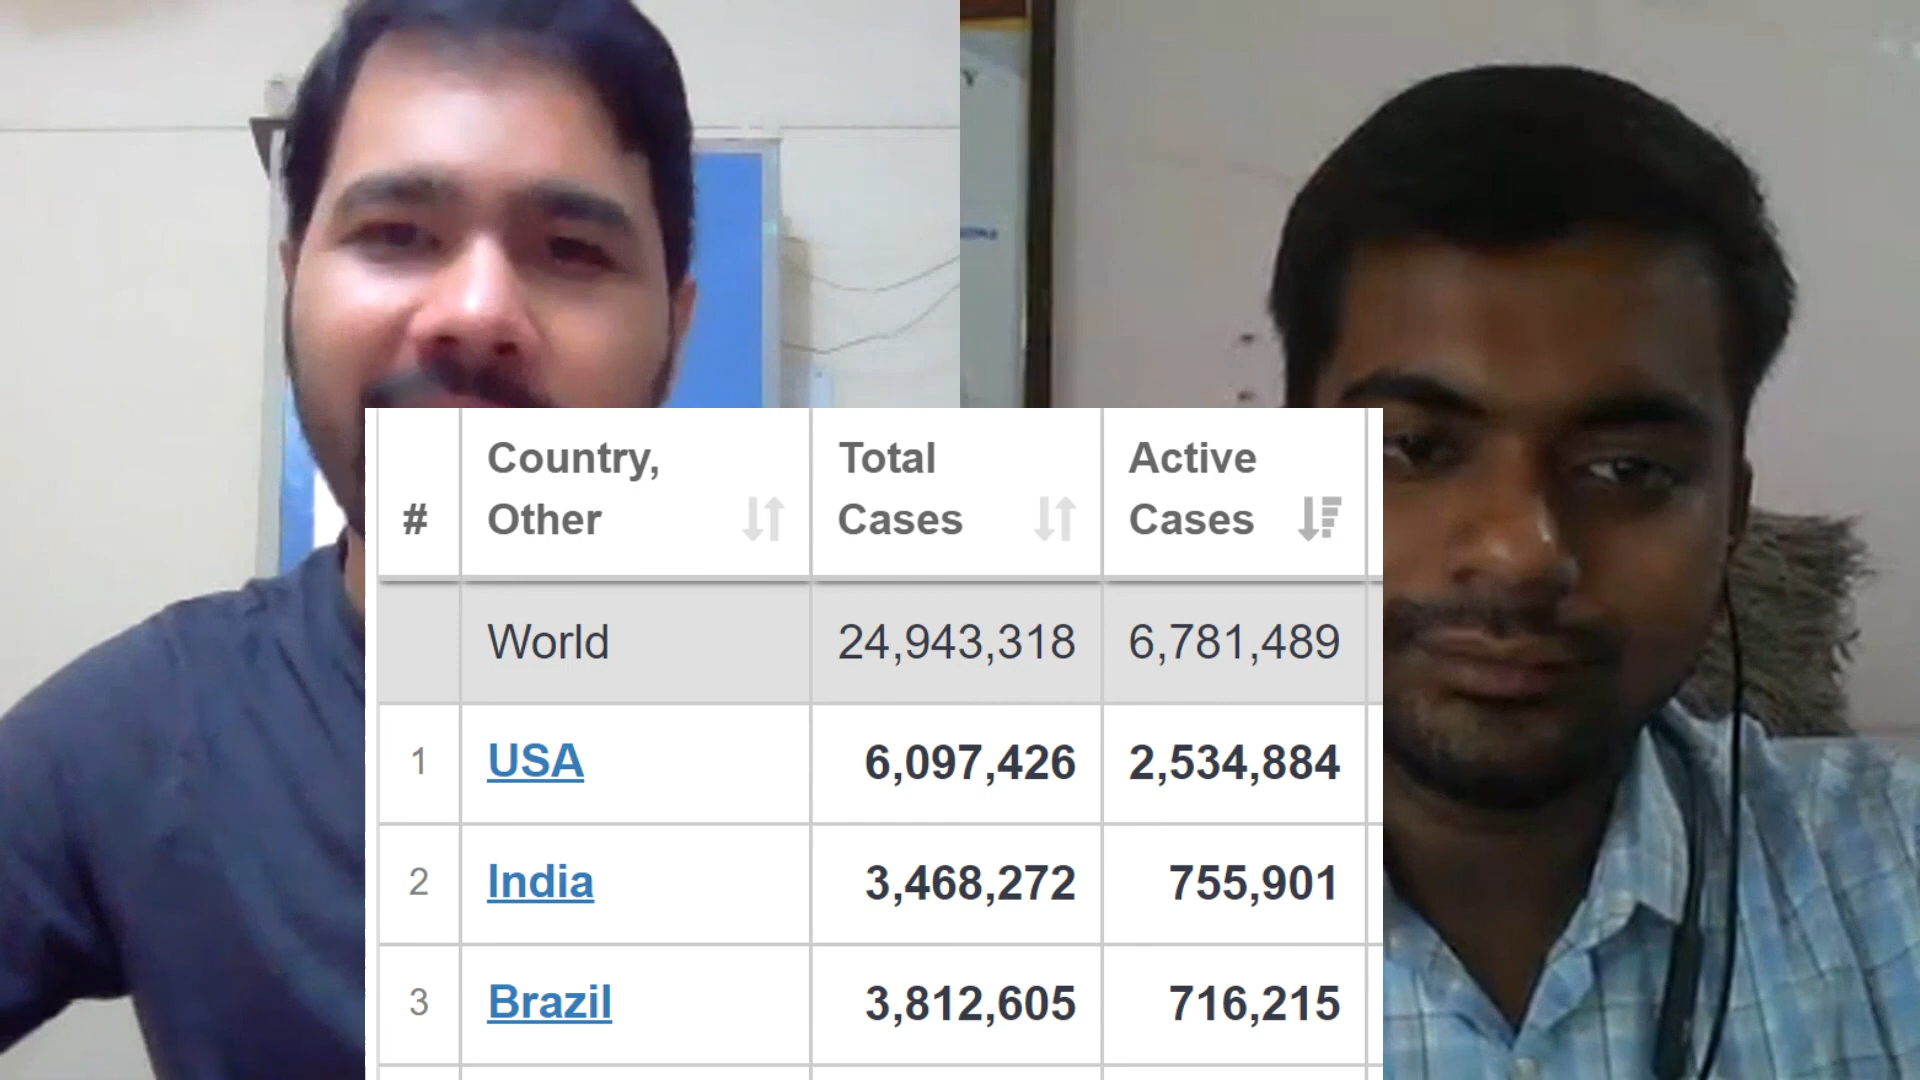 Country, Other
Total Cases
Active Cases
#
World 24,943,318 6,781,489
1 USA 6,097,426 2,534,884
2 India 3,468,272 755,901
3 Brazil 3,812,605 716,215